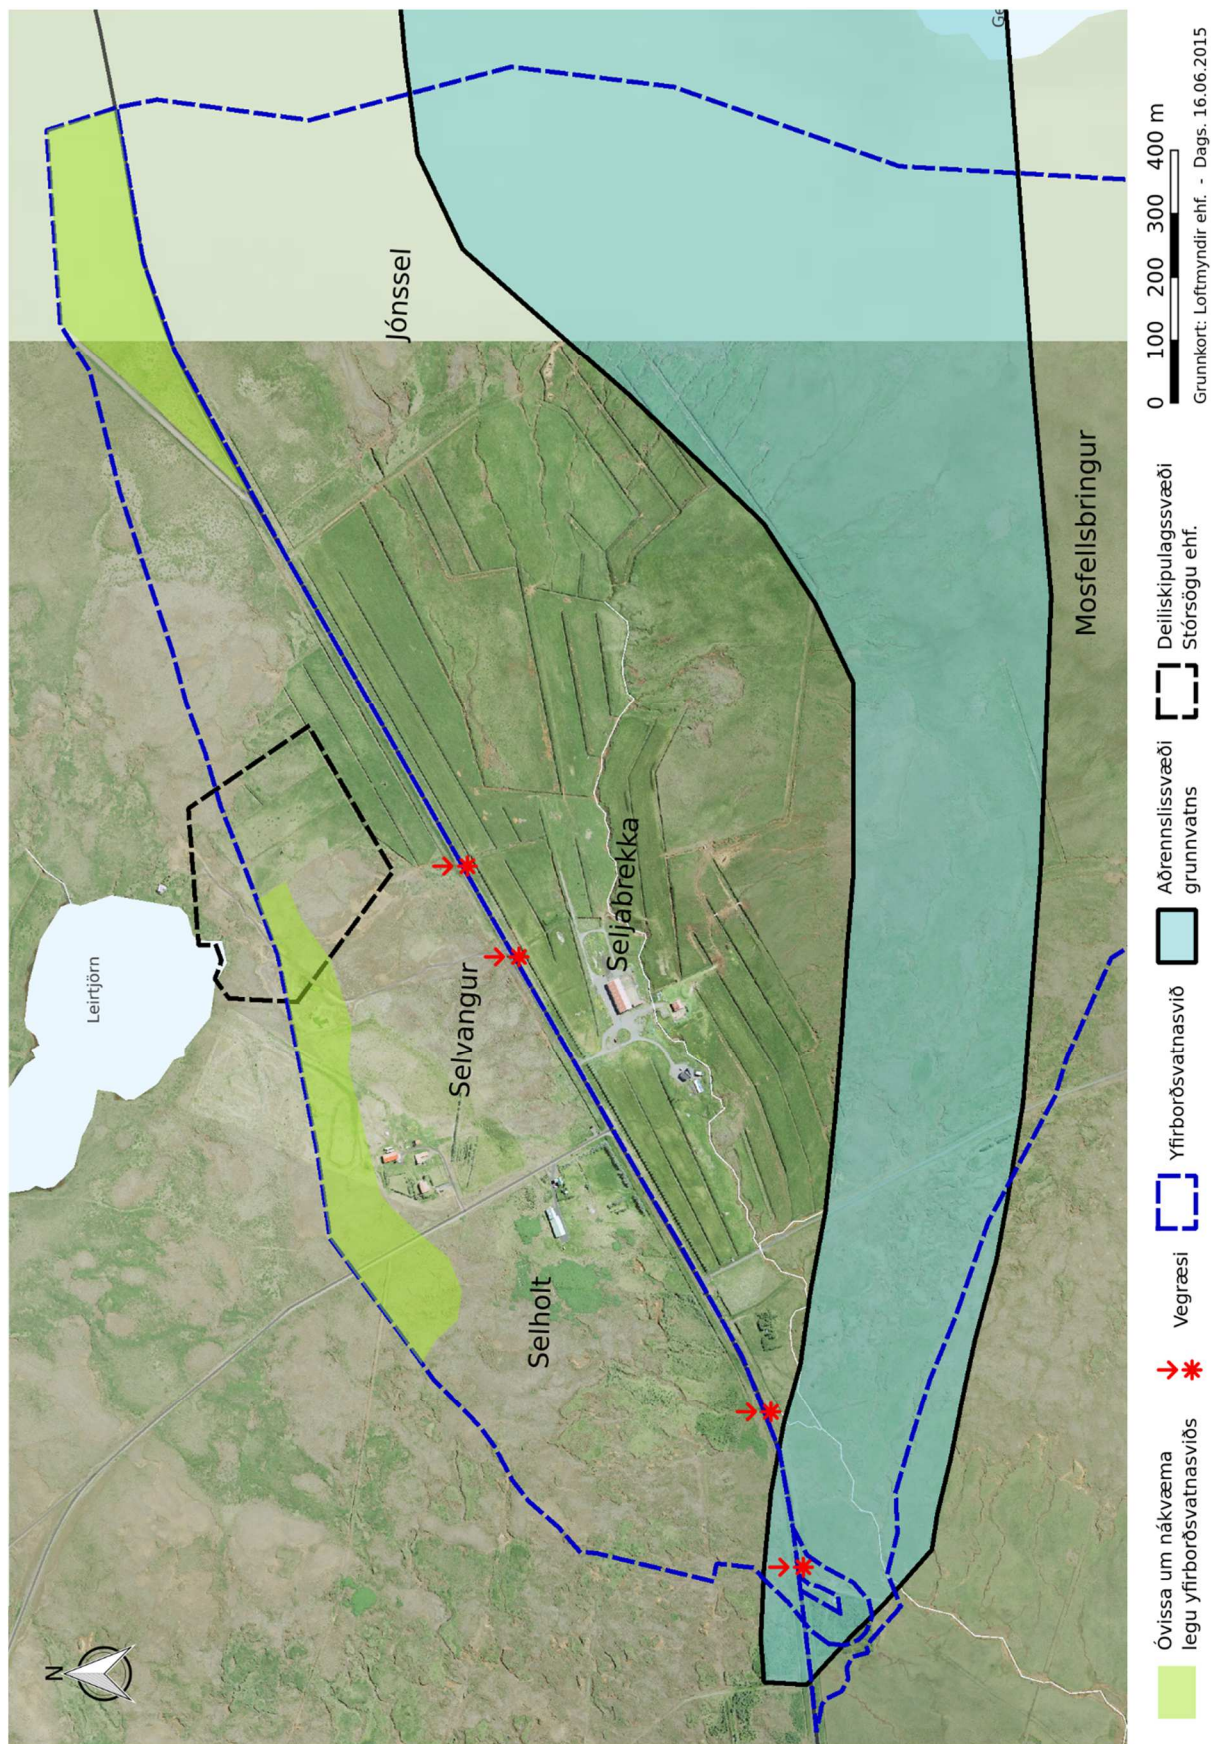 Leirtjörn
Ge
Jónssel
Selvangur
Seljabrekka
Selholt
Mosfellsbringur
N
Óvissa um nákvæma
legu yfirborðsvatnasviðs
Vegræsi
Yfirborðsvatnasvið
Aðrennslissvæði
grunnvatns
Deiliskipulagssvæði
Stórsögu ehf.
0 100 200 300 400 m
Grunnkort: Loftmyndir ehf. - Dags. 16.06.2015